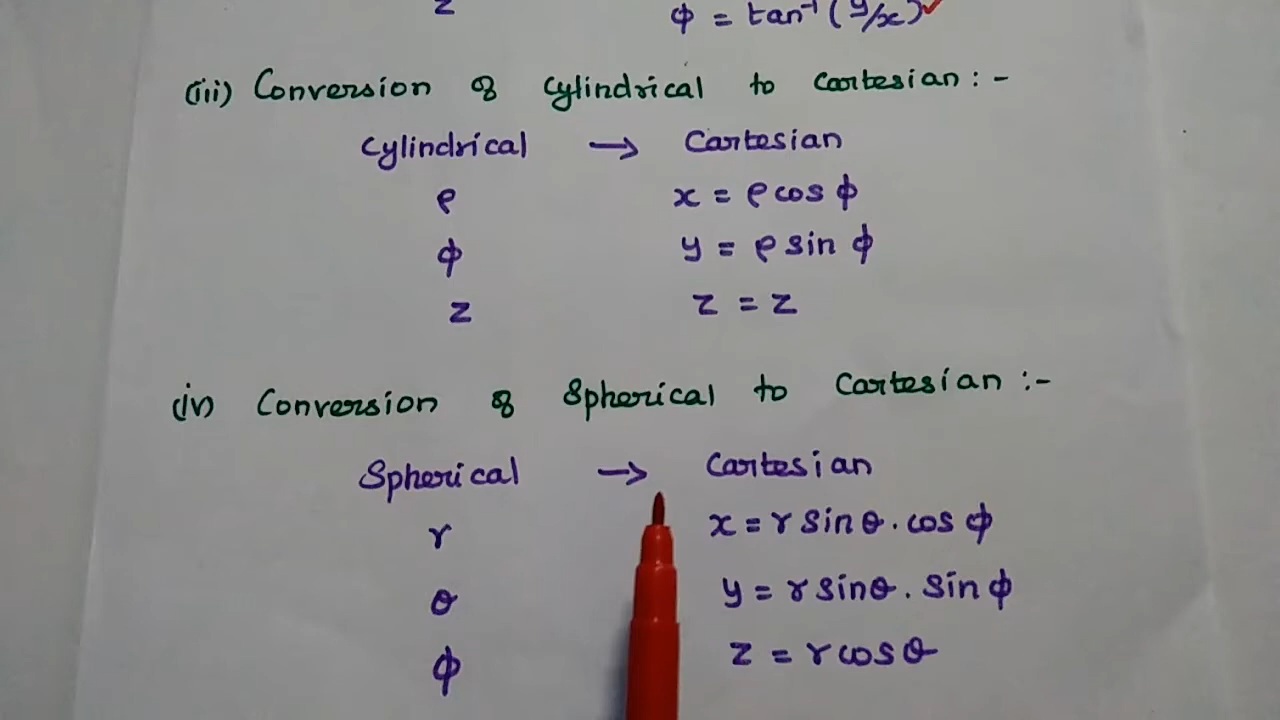 z φ = tan⁻¹ (y/x) ✓
(iii) Conversion of Cylindrical to Cartesian :-
Cylindrical → Cartesian
ρ x = ρ cos φ
φ y = ρ sin φ
z z = z
(iv) Conversion of Spherical to Cartesian :-
Spherical → Cartesian
r x = r sin θ . cos φ
θ y = r sin θ . sin φ
φ z = r cos θ